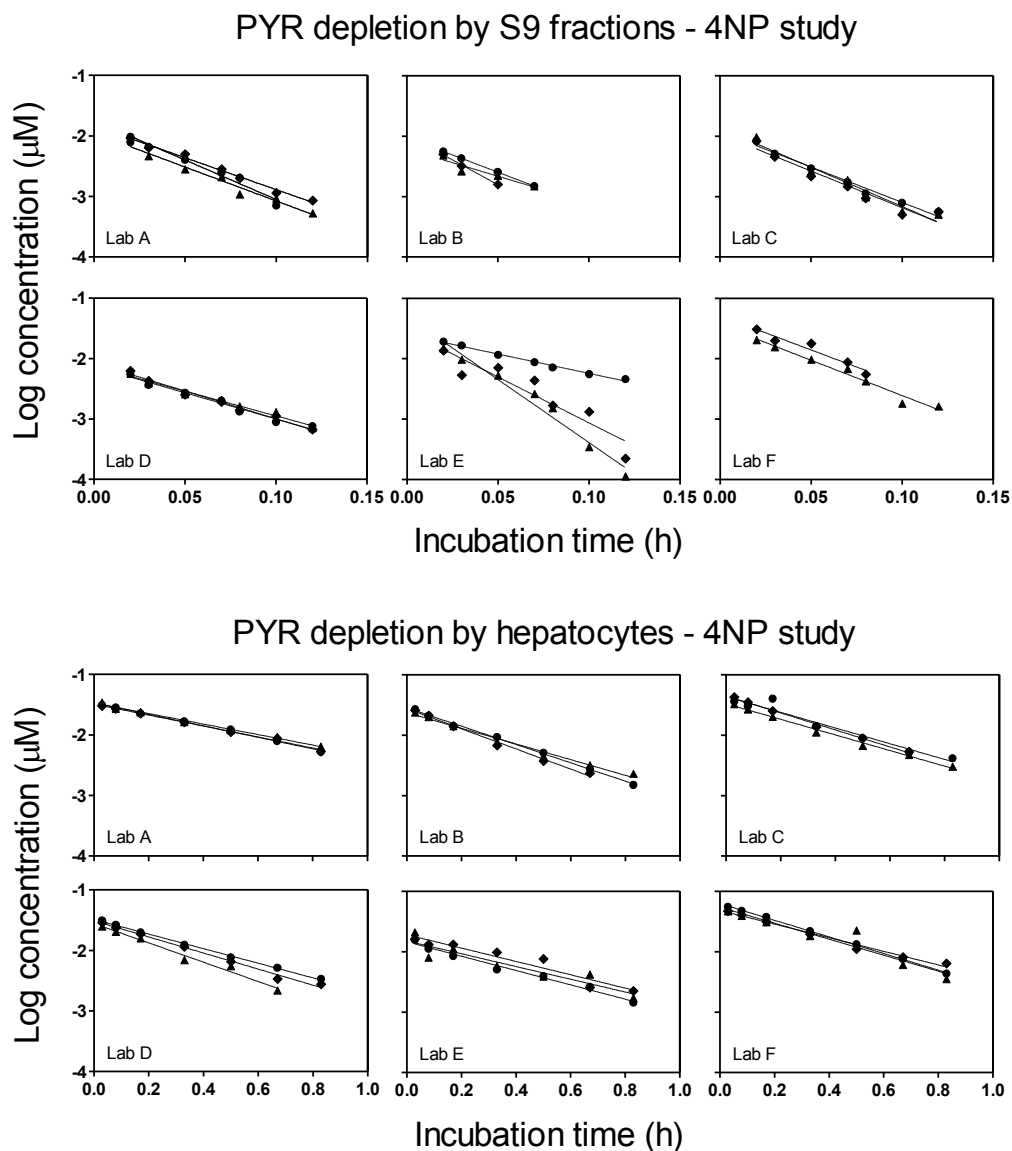 PYR depletion by S9 fractions - 4NP study
Log concentration (μM)
-1
-2
-3
-4
Lab A
Lab B
Lab C
-1
-2
-3
-4
Lab D
Lab E
Lab F
0.00 0.05 0.10 0.15
0.00 0.05 0.10 0.15
0.00 0.05 0.10 0.15
Incubation time (h)
PYR depletion by hepatocytes - 4NP study
Log concentration (μM)
-1
-2
-3
-4
Lab A
Lab B
Lab C
-1
-2
-3
-4
Lab D
Lab E
Lab F
0.0 0.2 0.4 0.6 0.8 1.0
0.0 0.2 0.4 0.6 0.8 1.0
0.0 0.2 0.4 0.6 0.8 1.0
Incubation time (h)